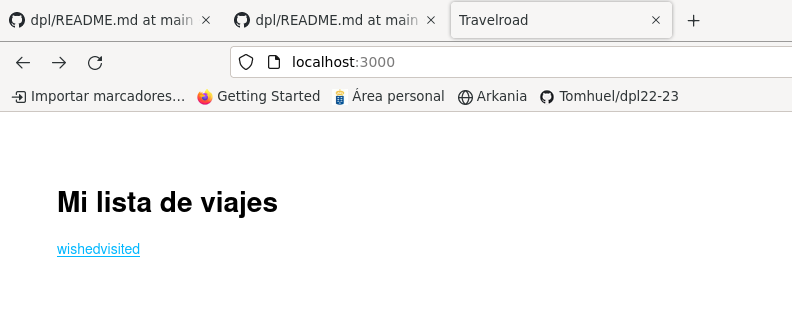 dpl/README.md at main
dpl/README.md at main
Travelroad
localhost:3000
Importar marcadores...
Getting Started
Área personal
Arkania
Tomhuel/dpl22-23
Mi lista de viajes
wishedvisited